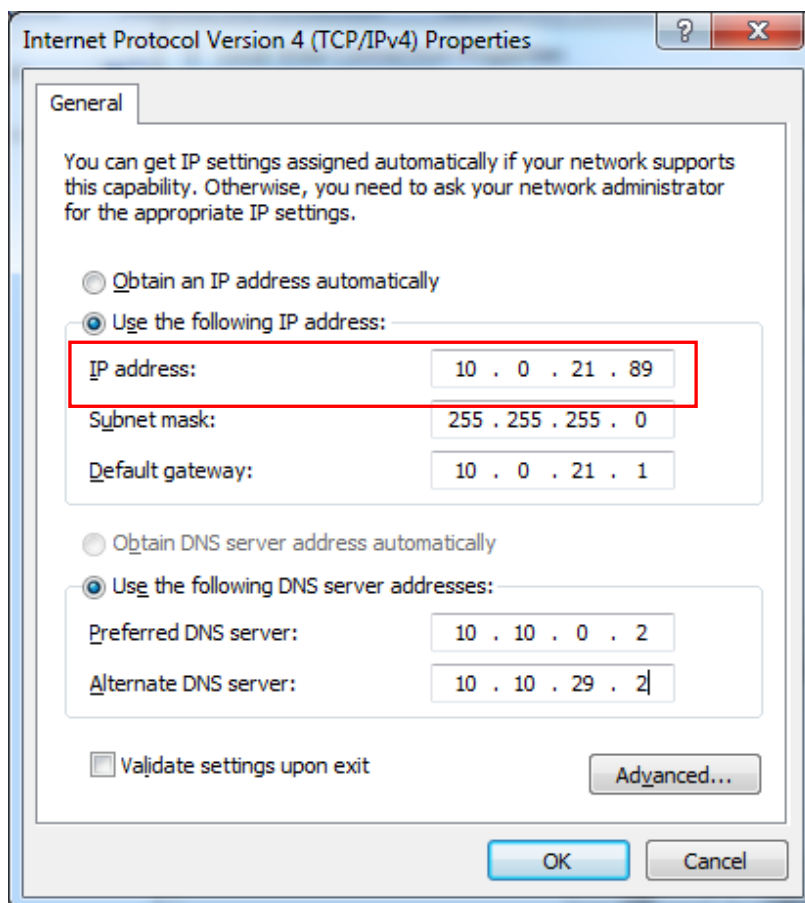 Internet Protocol Version 4 (TCP/IPv4) Properties
General
You can get IP settings assigned automatically if your network supports
this capability. Otherwise, you need to ask your network administrator
for the appropriate IP settings.
Obtain an IP address automatically
Use the following IP address:
IP address: 10 . 0 . 21 . 89
Subnet mask: 255 . 255 . 255 . 0
Default gateway: 10 . 0 . 21 . 1
Obtain DNS server address automatically
Use the following DNS server addresses:
Preferred DNS server: 10 . 10 . 0 . 2
Alternate DNS server: 10 . 10 . 29 . 2
Validate settings upon exit
Advanced...
OK Cancel